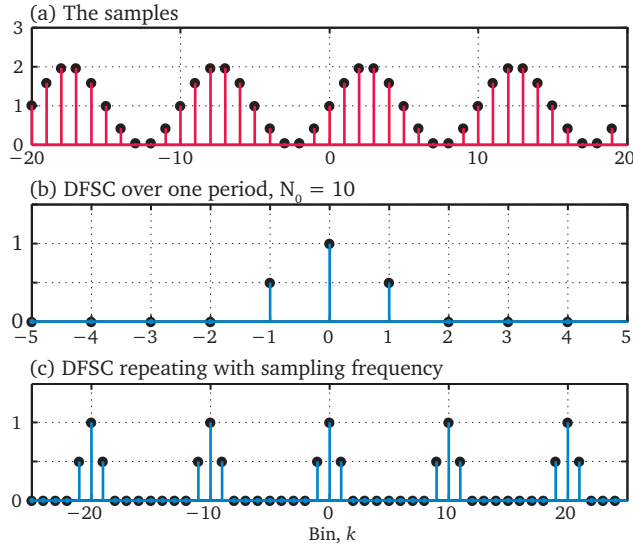 (a) The samples
3
2
1
0
−20 −10 0 10 20
(b) DFSC over one period, N₀ = 10
1
0
−5 −4 −3 −2 −1 0 1 2 3 4 5
(c) DFSC repeating with sampling frequency
1
0
−20 −10 0 10 20
Bin, k